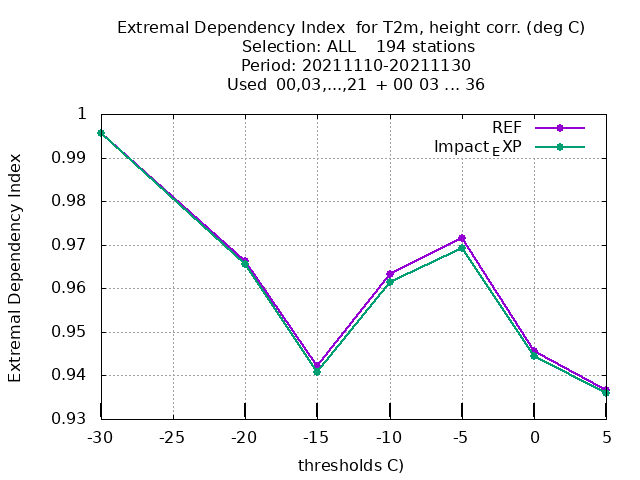 Extremal Dependency Index  for T2m, height corr. (deg C)
Selection: ALL    194 stations
Period: 20211110-20211130
Used  00,03,...,21  + 00 03 ... 36
REF
Impact_EXP
Extremal Dependency Index
1
0.99
0.98
0.97
0.96
0.95
0.94
0.93
-30 -25 -20 -15 -10 -5 0 5
thresholds C)